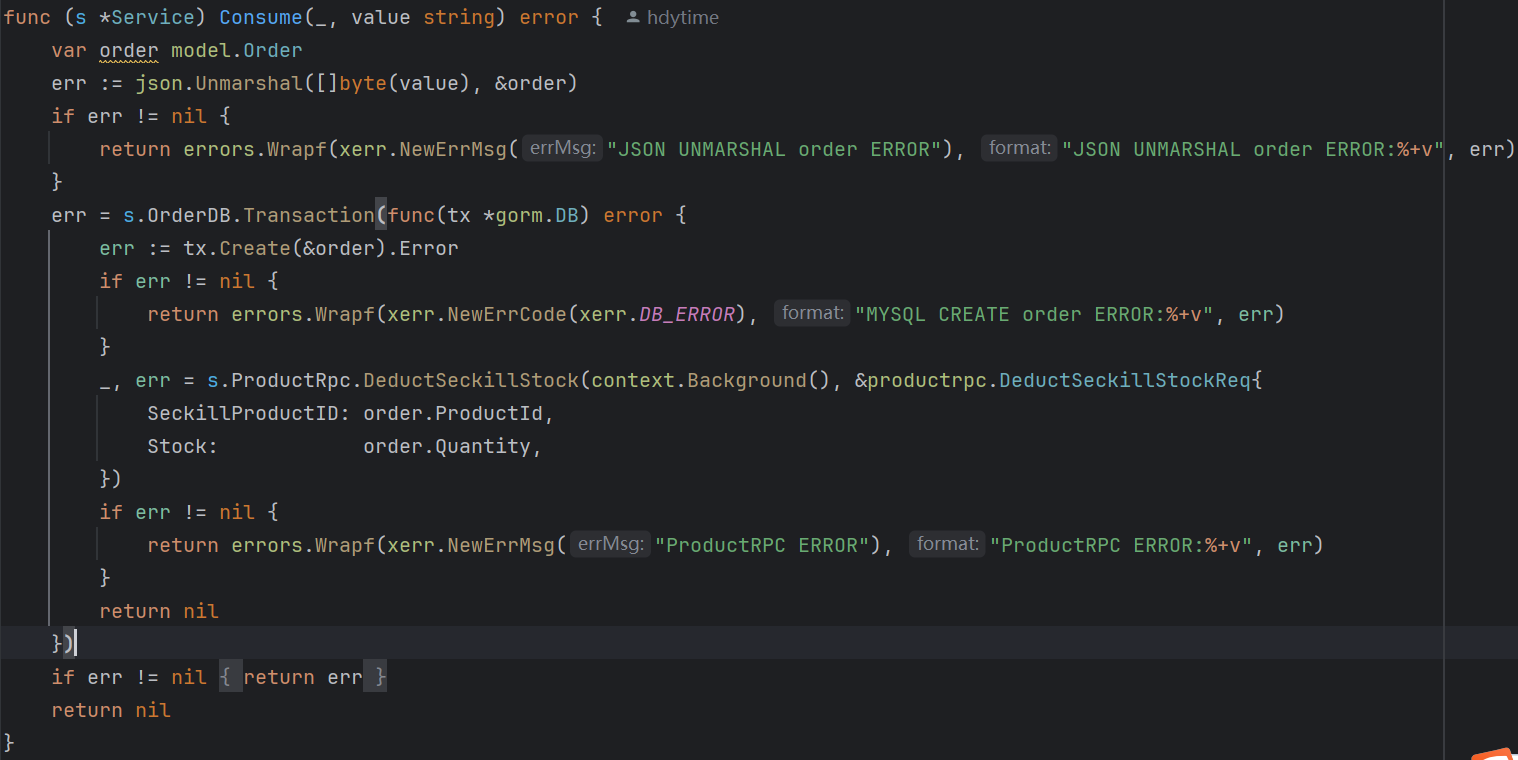 func (s *Service) Consume(_, value string) error { hdytime
    var order model.Order
    err := json.Unmarshal([]byte(value), &order)
    if err != nil {
        return errors.Wrapf(xerr.NewErrMsg( errMsg: "JSON UNMARSHAL order ERROR"), format: "JSON UNMARSHAL order ERROR:%+v", err)
    }
    err = s.OrderDB.Transaction(func(tx *gorm.DB) error {
        err := tx.Create(&order).Error
        if err != nil {
            return errors.Wrapf(xerr.NewErrCode(xerr.DB_ERROR), format: "MYSQL CREATE order ERROR:%+v", err)
        }
        _, err = s.ProductRpc.DeductSeckillStock(context.Background(), &productrpc.DeductSeckillStockReq{
            SeckillProductID: order.ProductId,
            Stock:            order.Quantity,
        })
        if err != nil {
            return errors.Wrapf(xerr.NewErrMsg( errMsg: "ProductRPC ERROR"), format: "ProductRPC ERROR:%+v", err)
        }
        return nil
    })
    if err != nil { return err }
    return nil
}